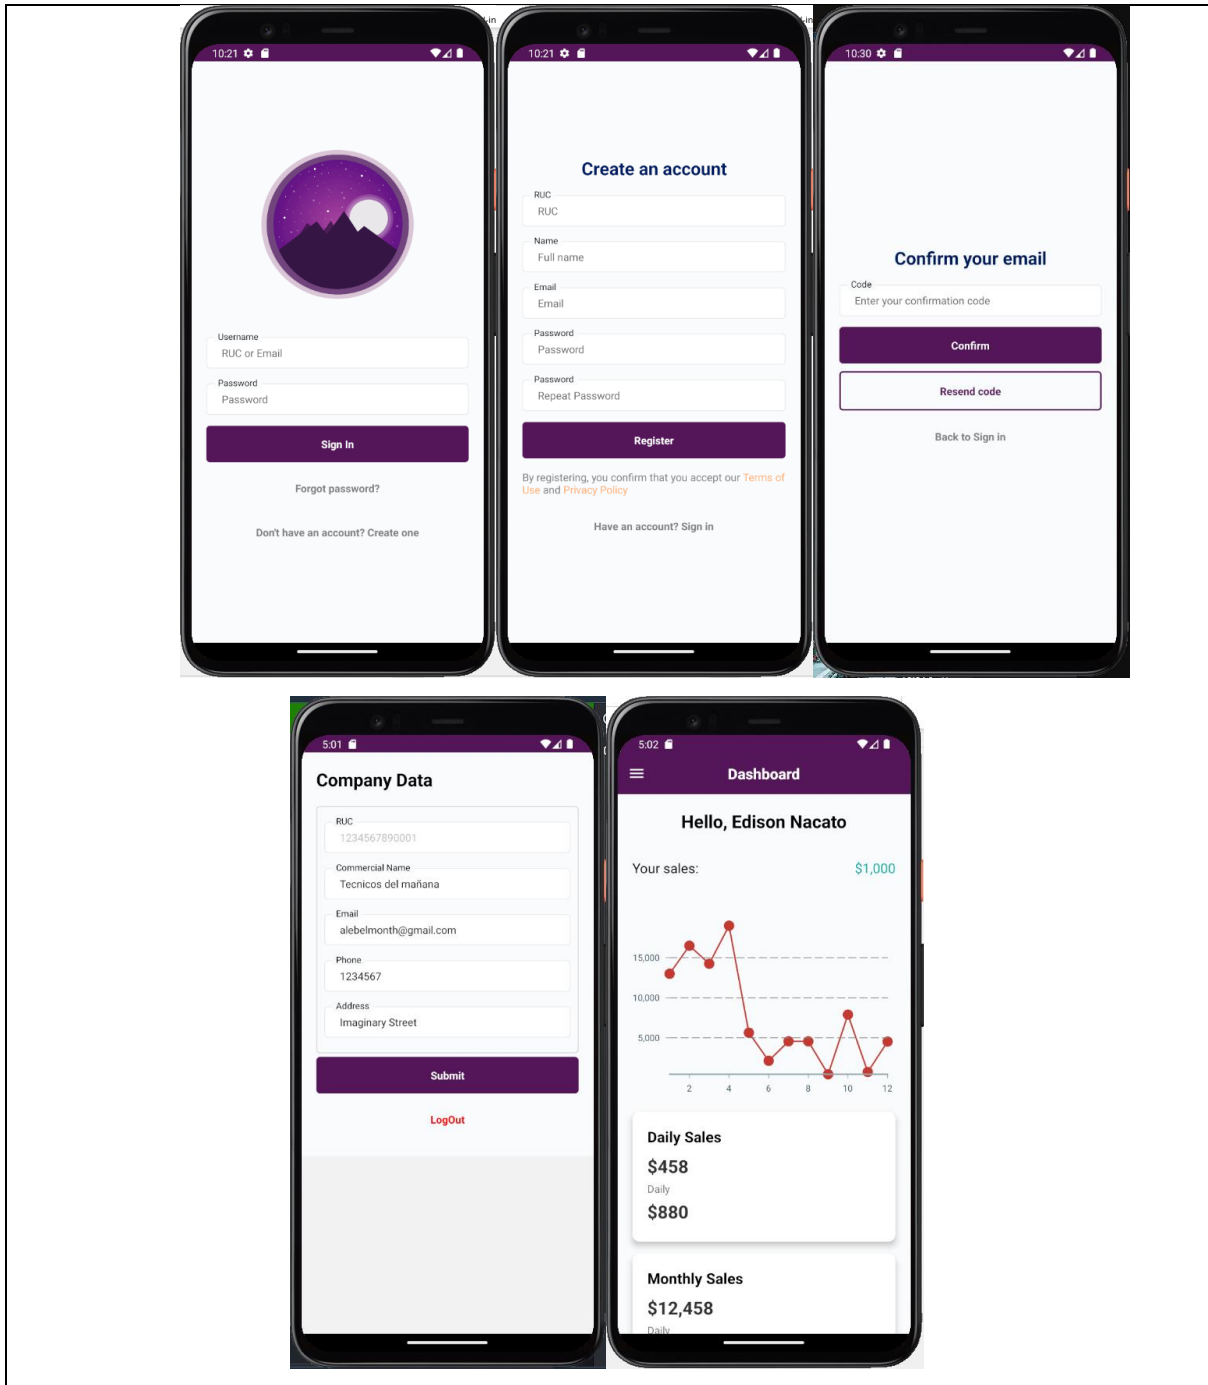 10:21
Username
RUC or Email
Password
Password
Sign In
Forgot password?
Don't have an account? Create one
10:21
Create an account
RUC
RUC
Name
Full name
Email
Email
Password
Password
Password
Repeat Password
Register
By registering, you confirm that you accept our Terms of
Use and Privacy Policy
Have an account? Sign in
10:30
Confirm your email
Code
Enter your confirmation code
Confirm
Resend code
Back to Sign in
5:01
Company Data
RUC
1234567890001
Commercial Name
Tecnicos del mañana
Email
alebelmonth@gmail.com
Phone
1234567
Address
Imaginary Street
Submit
LogOut
5:02
Dashboard
Hello, Edison Nacato
Your sales: $1,000
15,000
10,000
5,000
2 4 6 8 10 12
Daily Sales
$458
Daily
$880
Monthly Sales
$12,458
Daily